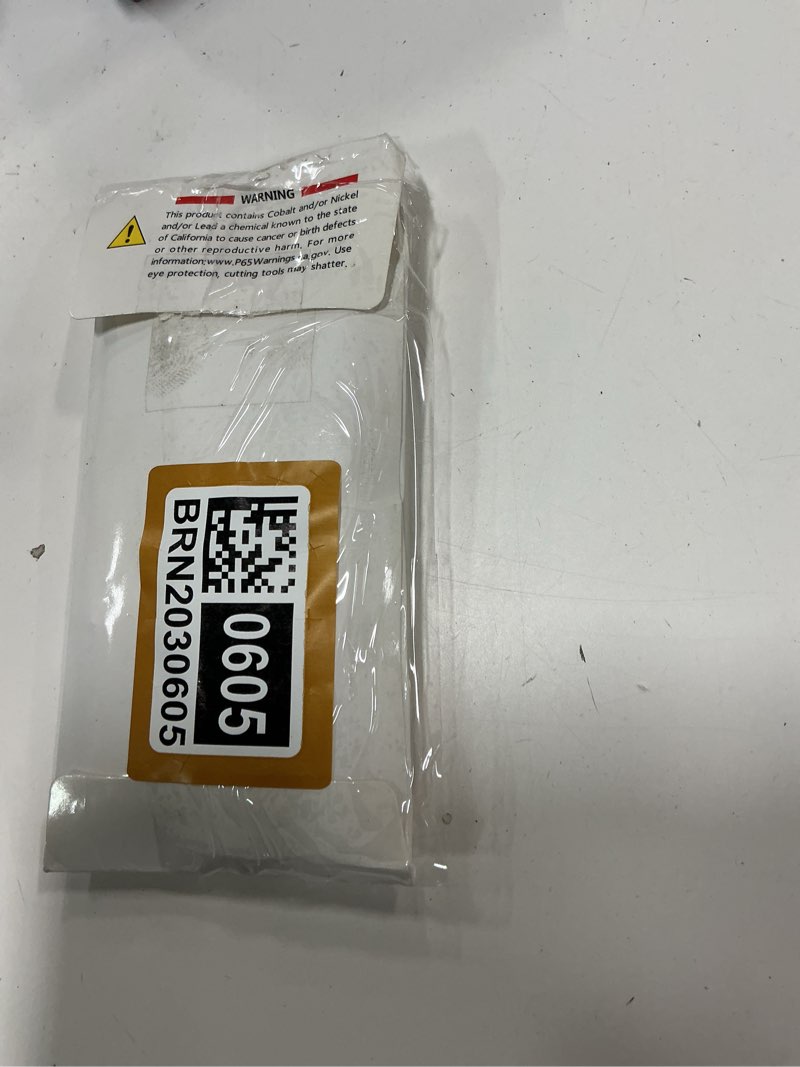 WARNING
This product contains Cobalt and/or Nickel
and/or Lead a chemical known to the state
of California to cause cancer or birth defects
or other reproductive harm. For more
information:www.P65Warnings.ca.gov. Use
eye protection, cutting tools may shatter.
BRN2030605
0605